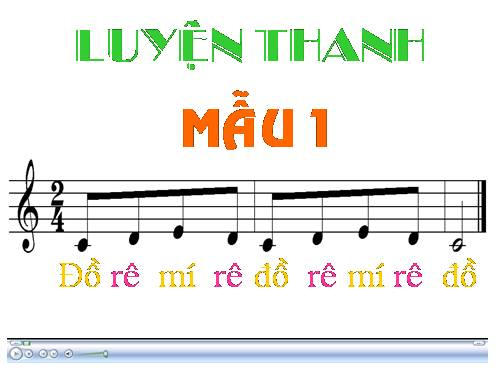 LUYỆN THANH
MẪU 1
2
4
Đồ rê mí rê đồ rê mí rê đồ